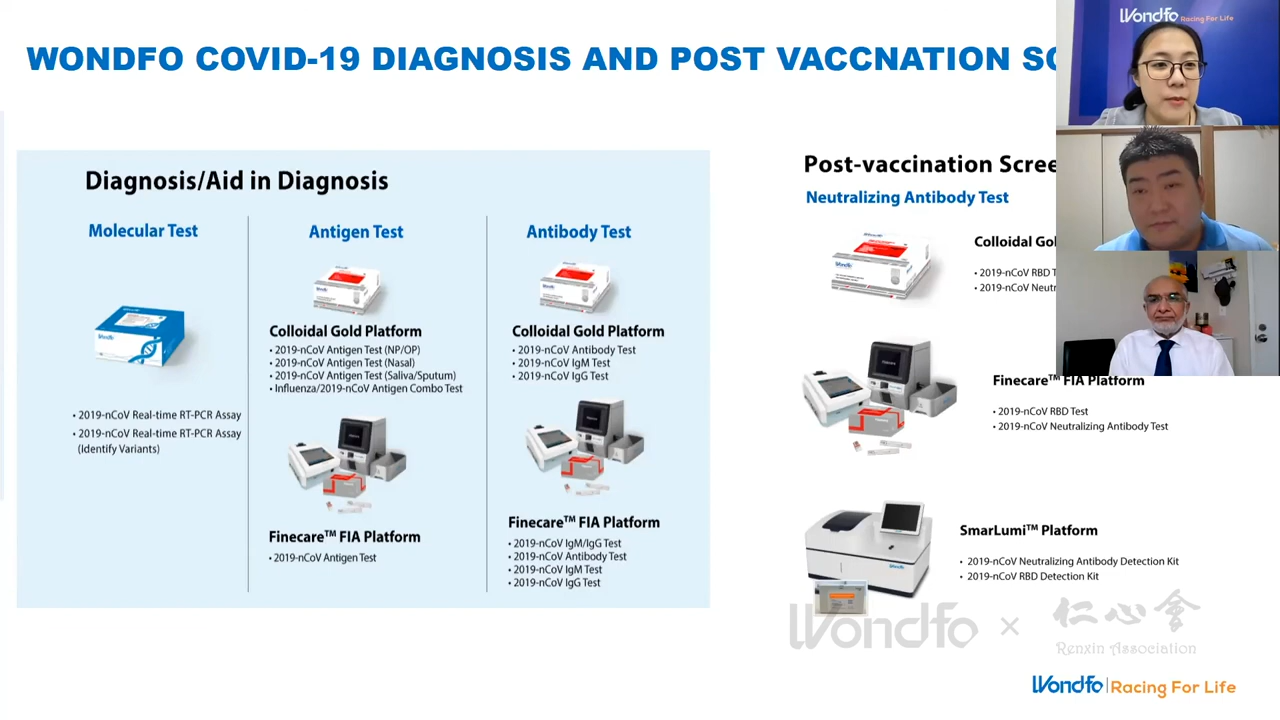 WONDFO COVID-19 DIAGNOSIS AND POST VACCNATION
Wondfo Racing For Life
Diagnosis/Aid in Diagnosis
Molecular Test
• 2019-nCoV Real-time RT-PCR Assay
• 2019-nCoV Real-time RT-PCR Assay
(Identify Variants)
Antigen Test
Colloidal Gold Platform
• 2019-nCoV Antigen Test (NP/OP)
• 2019-nCoV Antigen Test (Nasal)
• 2019-nCoV Antigen Test (Saliva/Sputum)
• Influenza/2019-nCoV Antigen Combo Test
Finecare™ FIA Platform
• 2019-nCoV Antigen Test
Antibody Test
Colloidal Gold Platform
• 2019-nCoV Antibody Test
• 2019-nCoV IgM Test
• 2019-nCoV IgG Test
Finecare™ FIA Platform
• 2019-nCoV IgM/IgG Test
• 2019-nCoV Antibody Test
• 2019-nCoV IgM Test
• 2019-nCoV IgG Test
Post-vaccination
Neutralizing Antibody Test
Colloidal
• 2019-nCoV RBD
• 2019-nCoV
Finecare™ FIA Platform
• 2019-nCoV RBD Test
• 2019-nCoV Neutralizing Antibody Test
SmarLumi™ Platform
• 2019-nCoV Neutralizing Antibody Detection Kit
• 2019-nCoV RBD Detection Kit
Wondfo × 仁心會
Renxin Association
Wondfo | Racing For Life